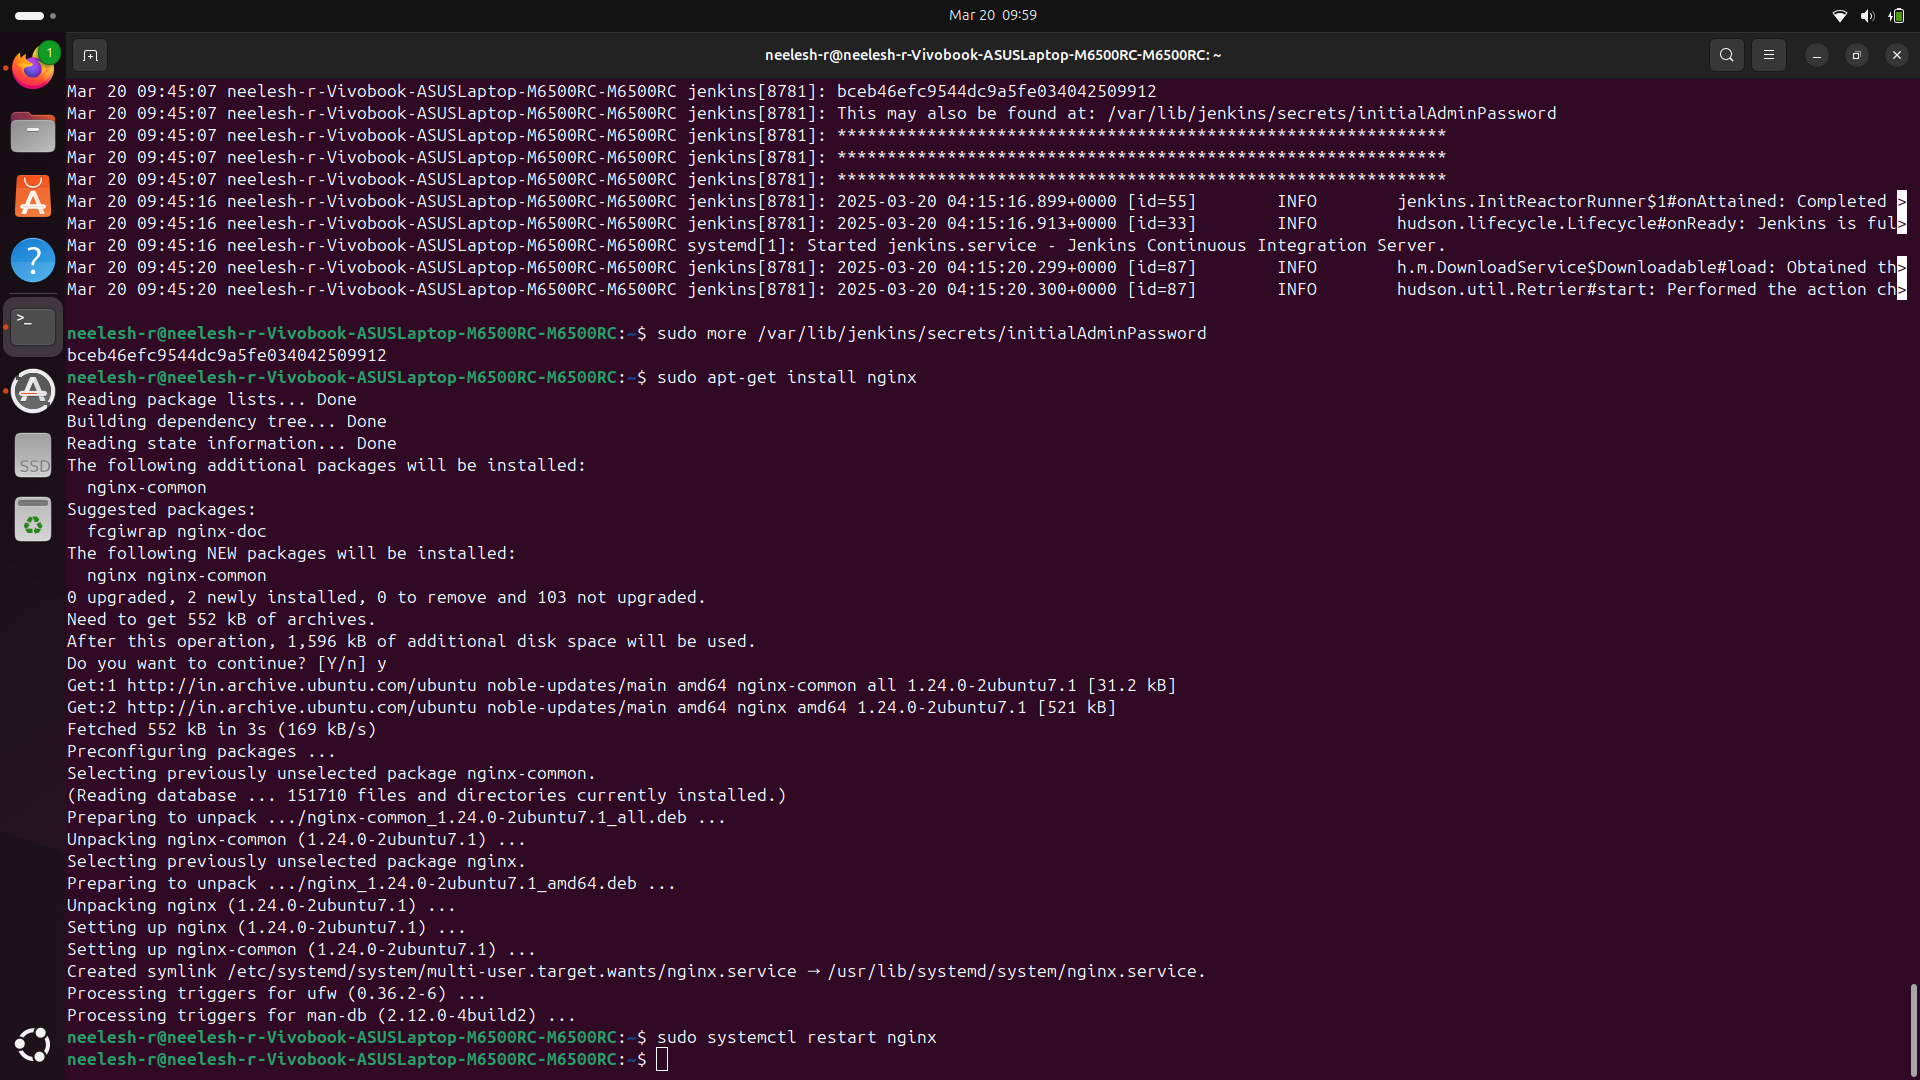 Mar 20 09:59
1
neelesh-r@neelesh-r-Vivobook-ASUSLaptop-M6500RC-M6500RC: ~
Mar 20 09:45:07 neelesh-r-Vivobook-ASUSLaptop-M6500RC-M6500RC jenkins[8781]: bceb46efc9544dc9a5fe034042509912
Mar 20 09:45:07 neelesh-r-Vivobook-ASUSLaptop-M6500RC-M6500RC jenkins[8781]: This may also be found at: /var/lib/jenkins/secrets/initialAdminPassword
Mar 20 09:45:07 neelesh-r-Vivobook-ASUSLaptop-M6500RC-M6500RC jenkins[8781]: *************************************************************
Mar 20 09:45:07 neelesh-r-Vivobook-ASUSLaptop-M6500RC-M6500RC jenkins[8781]: *************************************************************
Mar 20 09:45:07 neelesh-r-Vivobook-ASUSLaptop-M6500RC-M6500RC jenkins[8781]: *************************************************************
Mar 20 09:45:16 neelesh-r-Vivobook-ASUSLaptop-M6500RC-M6500RC jenkins[8781]: 2025-03-20 04:15:16.899+0000 [id=55]        INFO        jenkins.InitReactorRunner$1#onAttained: Completed >
Mar 20 09:45:16 neelesh-r-Vivobook-ASUSLaptop-M6500RC-M6500RC jenkins[8781]: 2025-03-20 04:15:16.913+0000 [id=33]        INFO        hudson.lifecycle.Lifecycle#onReady: Jenkins is ful>
Mar 20 09:45:16 neelesh-r-Vivobook-ASUSLaptop-M6500RC-M6500RC systemd[1]: Started jenkins.service - Jenkins Continuous Integration Server.
Mar 20 09:45:20 neelesh-r-Vivobook-ASUSLaptop-M6500RC-M6500RC jenkins[8781]: 2025-03-20 04:15:20.299+0000 [id=87]        INFO        h.m.DownloadService$Downloadable#load: Obtained th>
Mar 20 09:45:20 neelesh-r-Vivobook-ASUSLaptop-M6500RC-M6500RC jenkins[8781]: 2025-03-20 04:15:20.300+0000 [id=87]        INFO        hudson.util.Retrier#start: Performed the action ch>
neelesh-r@neelesh-r-Vivobook-ASUSLaptop-M6500RC-M6500RC:~$ sudo more /var/lib/jenkins/secrets/initialAdminPassword
bceb46efc9544dc9a5fe034042509912
neelesh-r@neelesh-r-Vivobook-ASUSLaptop-M6500RC-M6500RC:~$ sudo apt-get install nginx
Reading package lists... Done
Building dependency tree... Done
Reading state information... Done
The following additional packages will be installed:
  nginx-common
Suggested packages:
  fcgiwrap nginx-doc
The following NEW packages will be installed:
  nginx nginx-common
0 upgraded, 2 newly installed, 0 to remove and 103 not upgraded.
Need to get 552 kB of archives.
After this operation, 1,596 kB of additional disk space will be used.
Do you want to continue? [Y/n] y
Get:1 http://in.archive.ubuntu.com/ubuntu noble-updates/main amd64 nginx-common all 1.24.0-2ubuntu7.1 [31.2 kB]
Get:2 http://in.archive.ubuntu.com/ubuntu noble-updates/main amd64 nginx amd64 1.24.0-2ubuntu7.1 [521 kB]
Fetched 552 kB in 3s (169 kB/s)
Preconfiguring packages ...
Selecting previously unselected package nginx-common.
(Reading database ... 151710 files and directories currently installed.)
Preparing to unpack .../nginx-common_1.24.0-2ubuntu7.1_all.deb ...
Unpacking nginx-common (1.24.0-2ubuntu7.1) ...
Selecting previously unselected package nginx.
Preparing to unpack .../nginx_1.24.0-2ubuntu7.1_amd64.deb ...
Unpacking nginx (1.24.0-2ubuntu7.1) ...
Setting up nginx (1.24.0-2ubuntu7.1) ...
Setting up nginx-common (1.24.0-2ubuntu7.1) ...
Created symlink /etc/systemd/system/multi-user.target.wants/nginx.service → /usr/lib/systemd/system/nginx.service.
Processing triggers for ufw (0.36.2-6) ...
Processing triggers for man-db (2.12.0-4build2) ...
neelesh-r@neelesh-r-Vivobook-ASUSLaptop-M6500RC-M6500RC:~$ sudo systemctl restart nginx
neelesh-r@neelesh-r-Vivobook-ASUSLaptop-M6500RC-M6500RC:~$
SSD